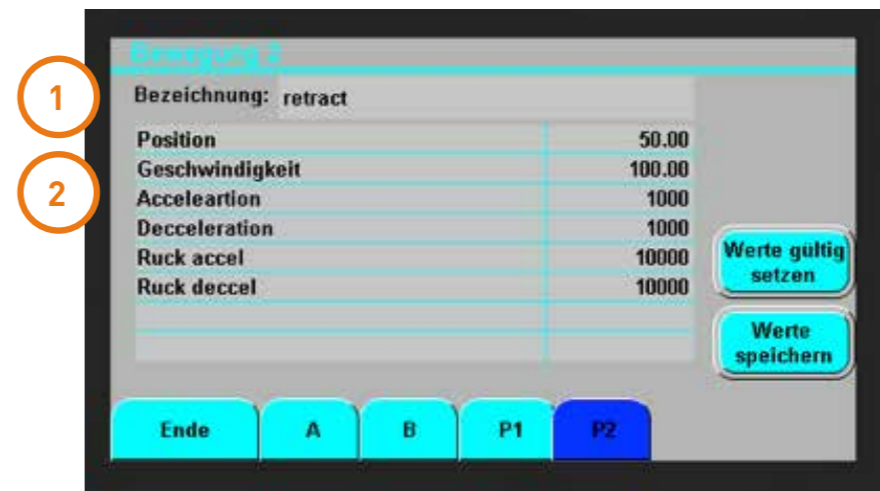 Bewegung 2
1
Bezeichnung: retract
Position 50.00
2
Geschwindigkeit 100.00
Acceleartion 1000
Decceleration 1000
Ruck accel 10000
Ruck deccel 10000
Werte gültig
setzen
Werte
speichern
Ende A B P1 P2